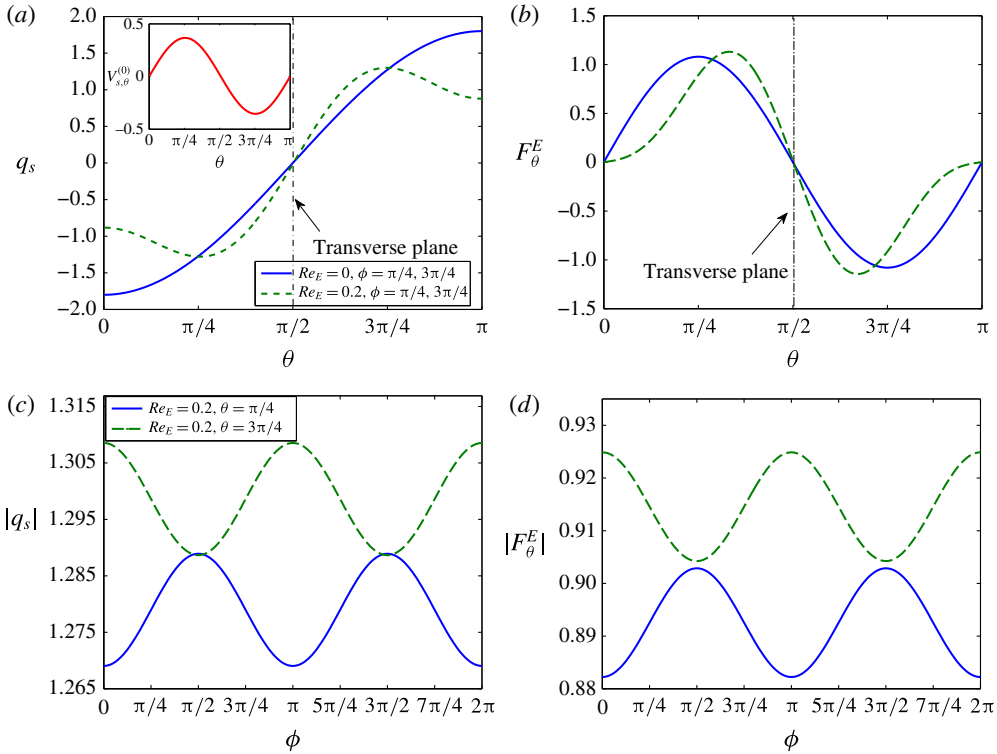 (a)
2.0
1.5
1.0
0.5
0
−0.5
−1.0
−1.5
−2.0
q_s
0.5
0
−0.5
V_{s,θ}^{(0)}
0 π/4 π/2 3π/4 π
θ
Transverse plane
Re_E = 0, ϕ = π/4, 3π/4
Re_E = 0.2, ϕ = π/4, 3π/4
0 π/4 π/2 3π/4 π
θ
(b)
1.5
1.0
0.5
0
−0.5
−1.0
−1.5
F_θ^E
Transverse plane
0 π/4 π/2 3π/4 π
θ
(c)
1.315
1.305
1.295
1.285
1.275
1.265
|q_s|
Re_E = 0.2, θ = π/4
Re_E = 0.2, θ = 3π/4
0 π/4 π/2 3π/4 π 5π/4 3π/2 7π/4 2π
ϕ
(d)
0.93
0.92
0.91
0.90
0.89
0.88
|F_θ^E|
0 π/4 π/2 3π/4 π 5π/4 3π/2 7π/4 2π
ϕ